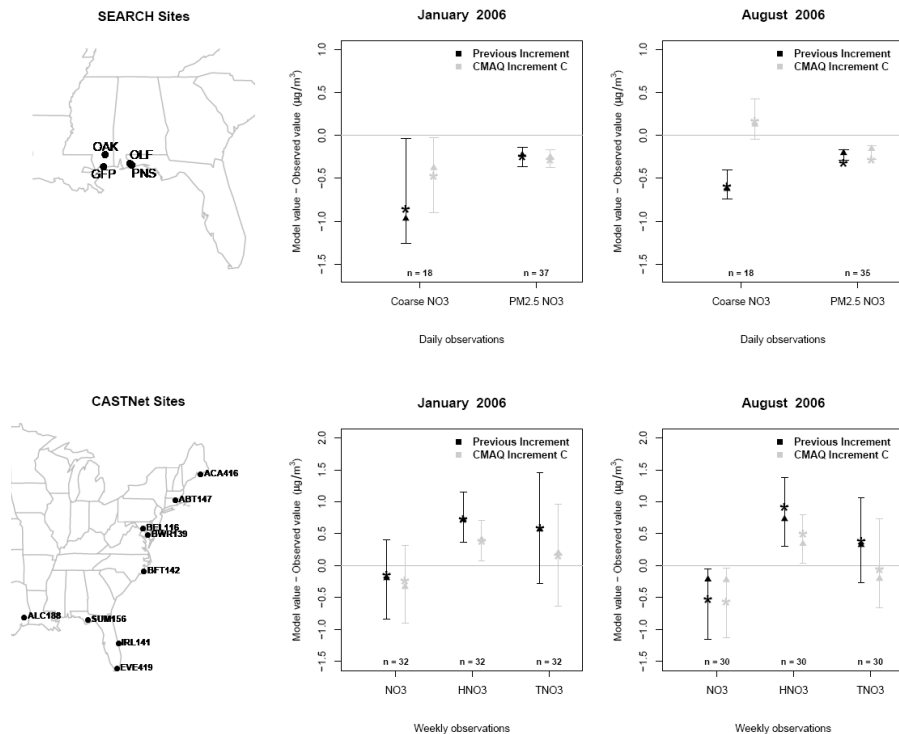 SEARCH Sites
OAK
OLF
GFP
PNS
January 2006
Model value − Observed value (µg/m³)
1.0
0.5
0.0
−0.5
−1.0
−1.5
Previous Increment
CMAQ Increment C
n = 18
n = 37
Coarse NO3
PM2.5 NO3
Daily observations
August 2006
Model value − Observed value (µg/m³)
1.0
0.5
0.0
−0.5
−1.0
−1.5
Previous Increment
CMAQ Increment C
n = 18
n = 35
Coarse NO3
PM2.5 NO3
Daily observations
CASTNet Sites
ACA416
ABT147
BEL116
BWR139
BFT142
ALC188
SUM156
IRL141
EVE419
January 2006
Model value − Observed value (µg/m³)
2.0
1.5
1.0
0.5
0.0
−0.5
−1.0
−1.5
Previous Increment
CMAQ Increment C
n = 32
n = 32
n = 32
NO3
HNO3
TNO3
Weekly observations
August 2006
Model value − Observed value (µg/m³)
2.0
1.5
1.0
0.5
0.0
−0.5
−1.0
−1.5
Previous Increment
CMAQ Increment C
n = 30
n = 30
n = 30
NO3
HNO3
TNO3
Weekly observations